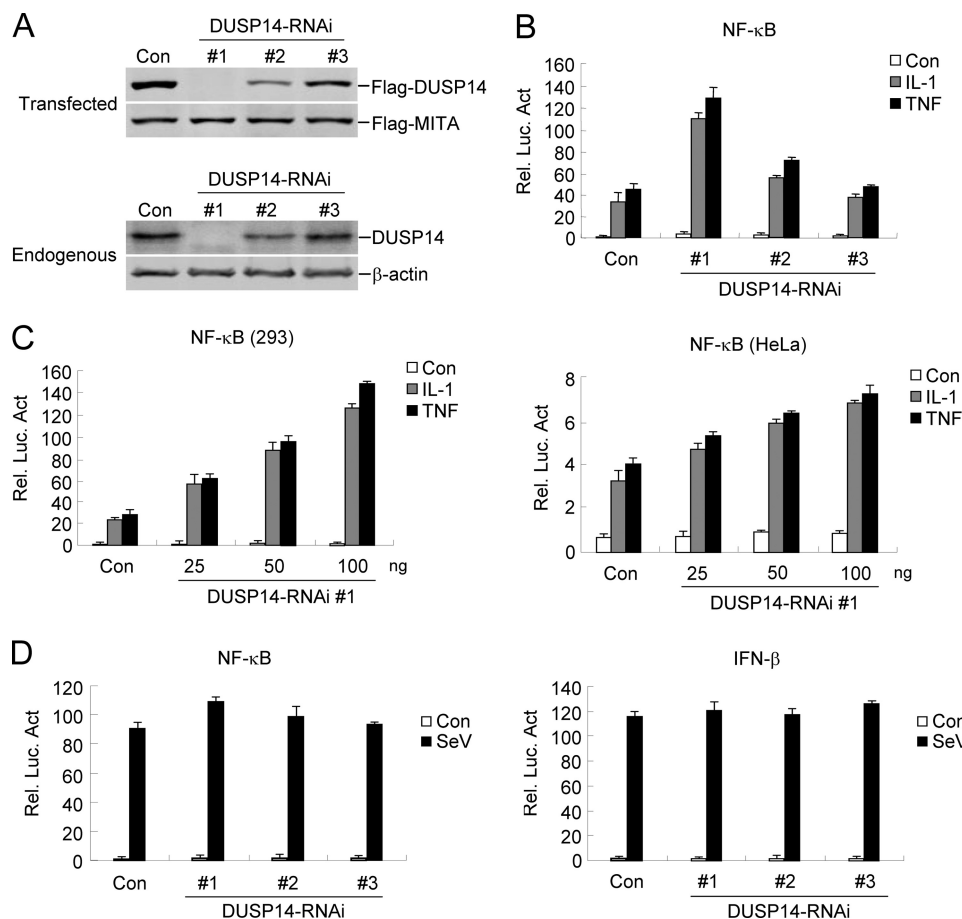 A
DUSP14-RNAi
Con #1 #2 #3
Transfected
Flag-DUSP14
Flag-MITA
DUSP14-RNAi
Con #1 #2 #3
Endogenous
DUSP14
β-actin
B
NF-κB
Rel. Luc. Act
160
140
120
100
80
60
40
20
0
Con
IL-1
TNF
Con #1 #2 #3
DUSP14-RNAi
C
NF-κB (293)
Rel. Luc. Act
160
140
120
100
80
60
40
20
0
Con
IL-1
TNF
Con 25 50 100 ng
DUSP14-RNAi #1
NF-κB (HeLa)
Rel. Luc. Act
8
6
4
2
0
Con
IL-1
TNF
Con 25 50 100 ng
DUSP14-RNAi #1
D
NF-κB
Rel. Luc. Act
120
100
80
60
40
20
0
Con
SeV
Con #1 #2 #3
DUSP14-RNAi
IFN-β
Rel. Luc. Act
140
120
100
80
60
40
20
0
Con
SeV
Con #1 #2 #3
DUSP14-RNAi